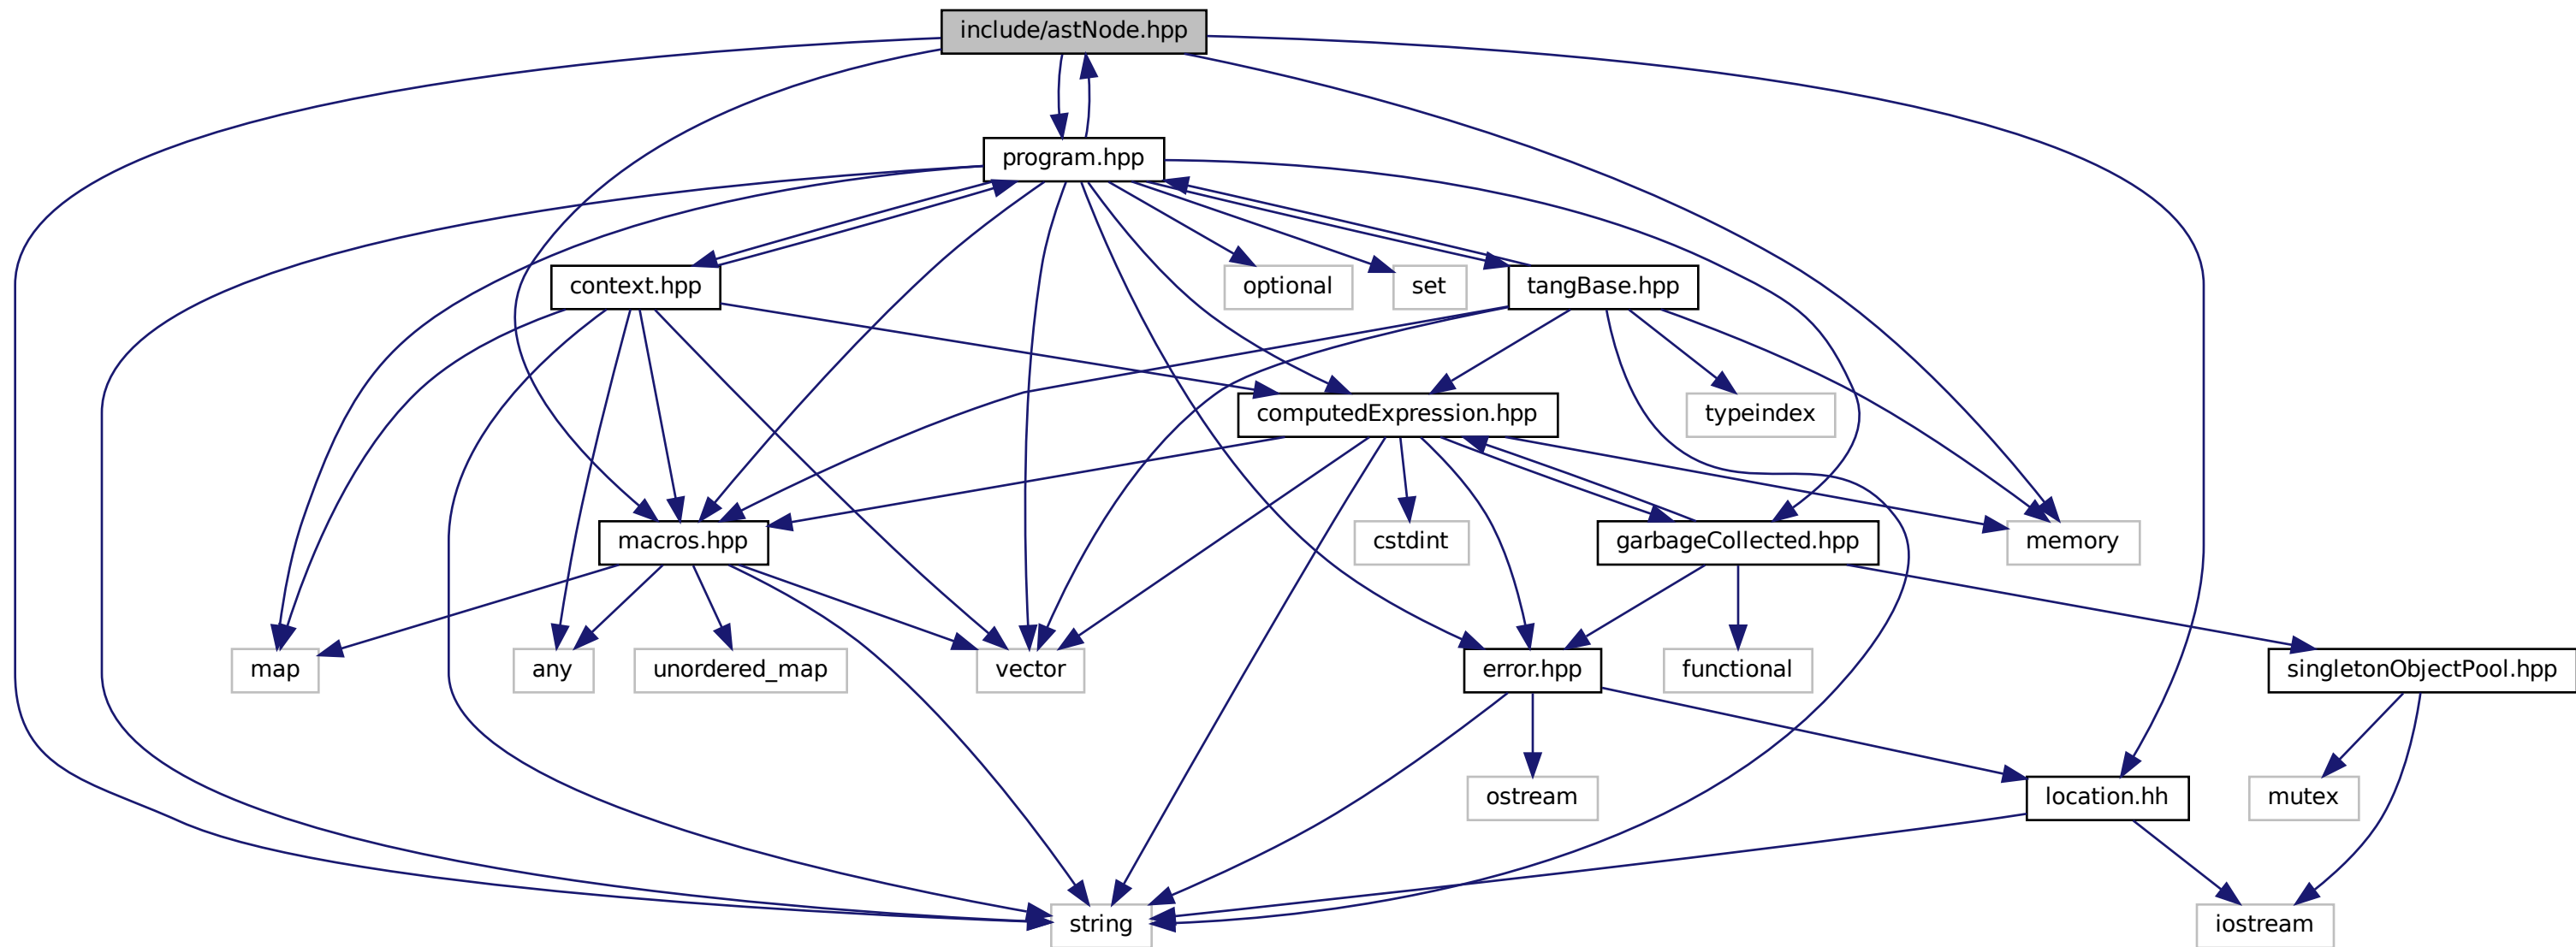 include/astNode.hpp
program.hpp
context.hpp
optional
set
tangBase.hpp
computedExpression.hpp
typeindex
macros.hpp
cstdint
garbageCollected.hpp
memory
map
any
unordered_map
vector
error.hpp
functional
singletonObjectPool.hpp
ostream
location.hh
mutex
string
iostream